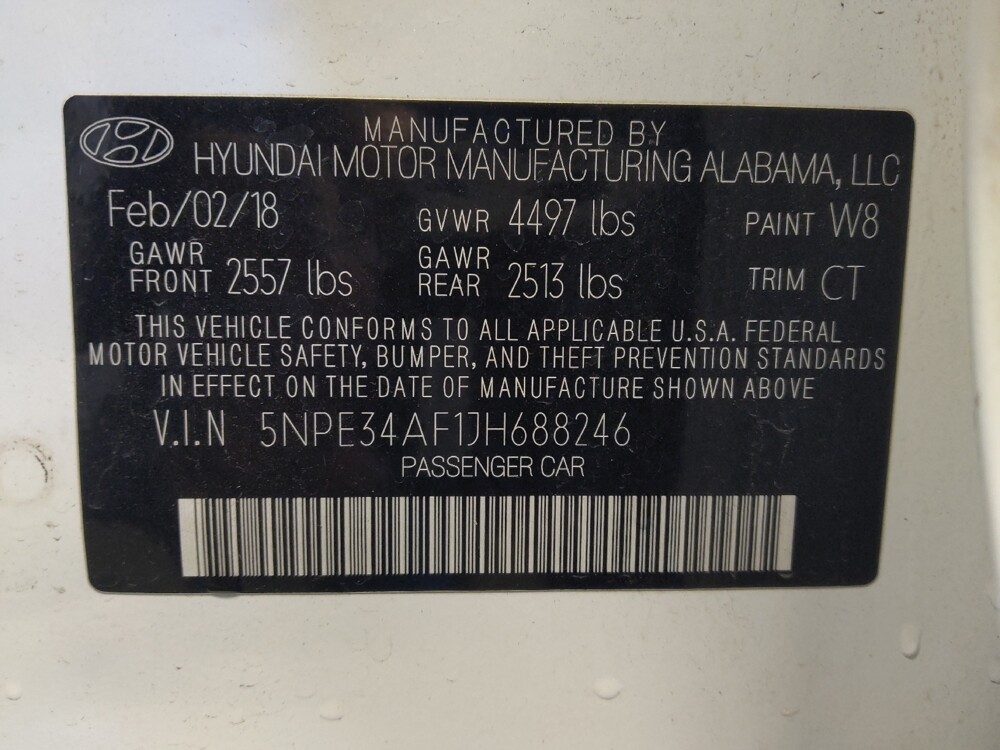 MANUFACTURED BY
HYUNDAI MOTOR MANUFACTURING ALABAMA, LLC
Feb/02/18 GVWR 4497 lbs PAINT W8
GAWR FRONT 2557 lbs GAWR REAR 2513 lbs TRIM CT
THIS VEHICLE CONFORMS TO ALL APPLICABLE U.S.A. FEDERAL
MOTOR VEHICLE SAFETY, BUMPER, AND THEFT PREVENTION STANDARDS
IN EFFECT ON THE DATE OF MANUFACTURE SHOWN ABOVE
V.I.N 5NPE34AF1JH688246
PASSENGER CAR